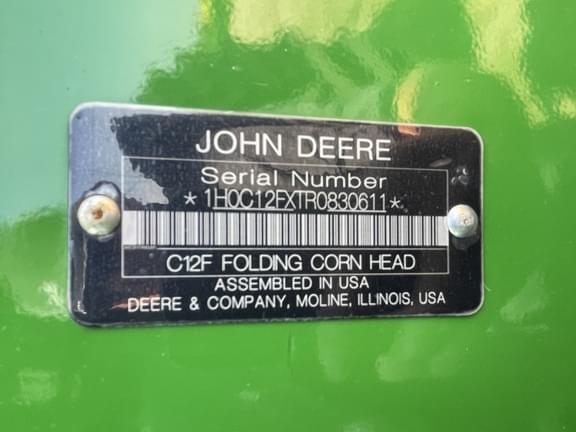 JOHN DEERE
Serial Number
*1H0C12FXTR0830611*
C12F FOLDING CORN HEAD
ASSEMBLED IN USA
DEERE & COMPANY, MOLINE, ILLINOIS, USA